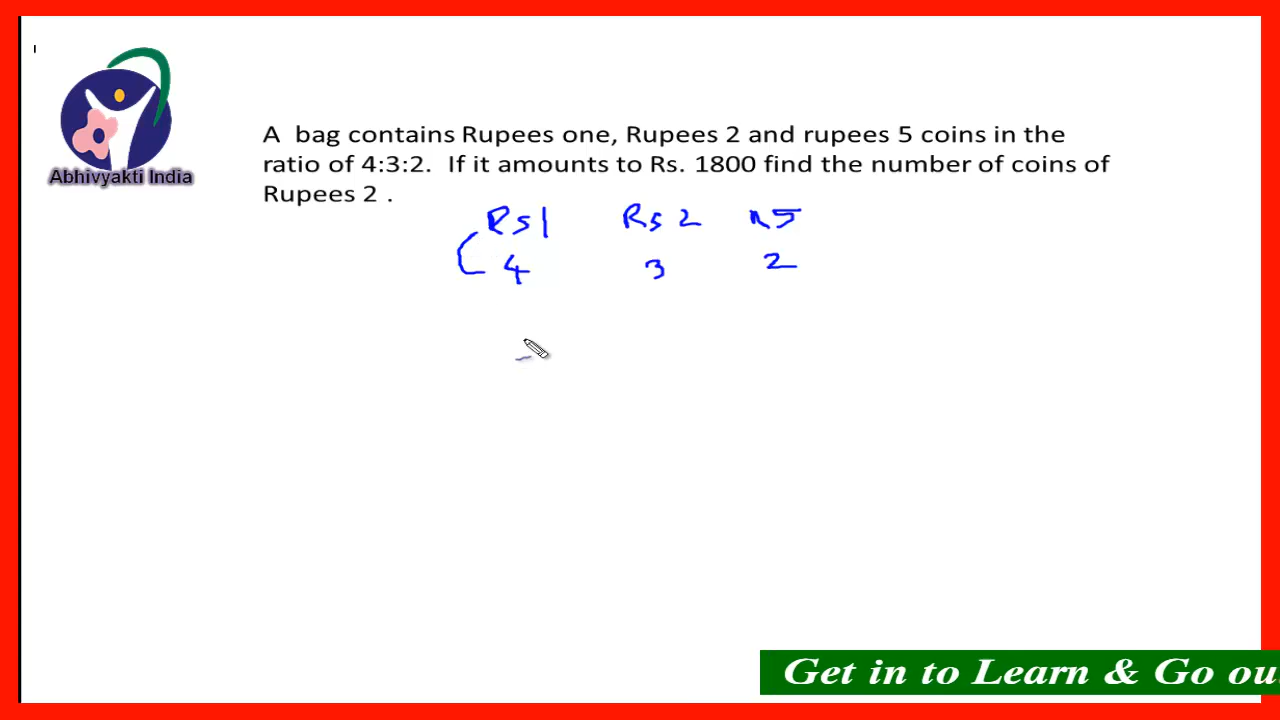 Abhivyakti India
A bag contains Rupees one, Rupees 2 and rupees 5 coins in the
ratio of 4:3:2. If it amounts to Rs. 1800 find the number of coins of
Rupees 2 .
Rs1 Rs 2 R5
4 3 2
Get in to Learn & Go ou